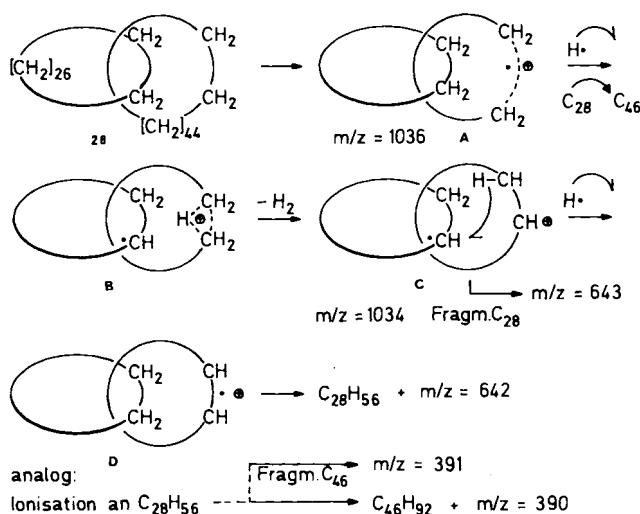 CH₂ CH₂ CH₂ CH₂ H•
[CH₂]₂₆
CH₂ CH₂ CH₂ • ⊕ CH₂ C₂₈ C₄₆
28 [CH₂]₄₄ m/z = 1036 A
CH₂ H⊕ CH₂ – H₂ CH₂ H–CH H•
•CH CH₂ •CH CH⊕
B C m/z = 643
m/z = 1034 Fragm.C₂₈
CH₂ CH
• ⊕ C₂₈H₅₆ + m/z = 642
CH₂ CH
D
analog: Fragm.C₄₆ m/z = 391
Ionisation an C₂₈H₅₆ C₄₆H₉₂ + m/z = 390